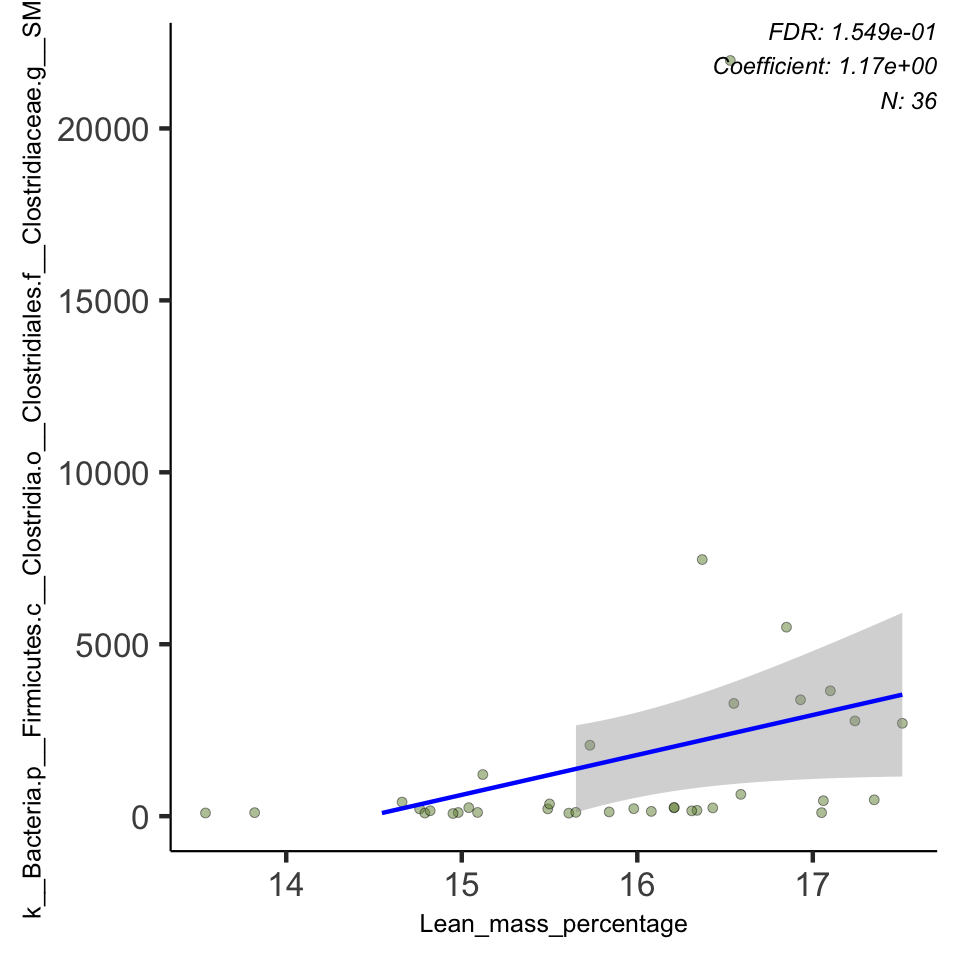 FDR: 1.549e-01
Coefficient: 1.17e+00
N: 36
k__Bacteria.p__Firmicutes.c__Clostridia.o__Clostridiales.f__Clostridiaceae.g__SM
20000
15000
10000
5000
0
14 15 16 17
Lean_mass_percentage